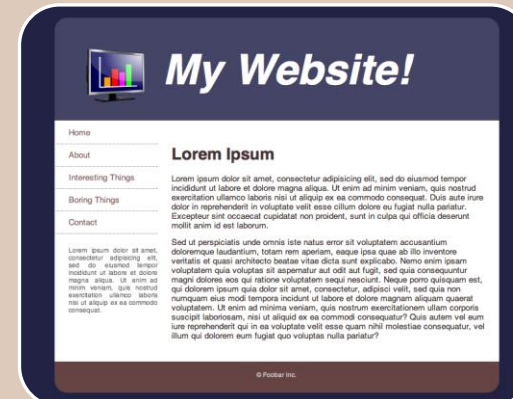 My Website!
Home
About
Interesting Things
Boring Things
Contact
Lorem ipsum dolor sit amet,
consectetur adipisicing elit,
sed do eiusmod tempor
incididunt ut labore et dolore
magna aliqua. Ut enim ad
minim veniam, quis nostrud
exercitation ullamco laboris
nisi ut aliquip ex ea commodo
consequat.
Lorem Ipsum
Lorem ipsum dolor sit amet, consectetur adipisicing elit, sed do eiusmod tempor
incididunt ut labore et dolore magna aliqua. Ut enim ad minim veniam, quis nostrud
exercitation ullamco laboris nisi ut aliquip ex ea commodo consequat. Duis aute irure
dolor in reprehenderit in voluptate velit esse cillum dolore eu fugiat nulla pariatur.
Excepteur sint occaecat cupidatat non proident, sunt in culpa qui officia deserunt
mollit anim id est laborum.
Sed ut perspiciatis unde omnis iste natus error sit voluptatem accusantium
doloremque laudantium, totam rem aperiam, eaque ipsa quae ab illo inventore
veritatis et quasi architecto beatae vitae dicta sunt explicabo. Nemo enim ipsam
voluptatem quia voluptas sit aspernatur aut odit aut fugit, sed quia consequuntur
magni dolores eos qui ratione voluptatem sequi nesciunt. Neque porro quisquam est,
qui dolorem ipsum quia dolor sit amet, consectetur, adipisci velit, sed quia non
numquam eius modi tempora incidunt ut labore et dolore magnam aliquam quaerat
voluptatem. Ut enim ad minima veniam, quis nostrum exercitationem ullam corporis
suscipit laboriosam, nisi ut aliquid ex ea commodi consequatur? Quis autem vel eum
iure reprehenderit qui in ea voluptate velit esse quam nihil molestiae consequatur, vel
illum qui dolorem eum fugiat quo voluptas nulla pariatur?
© Foobar Inc.